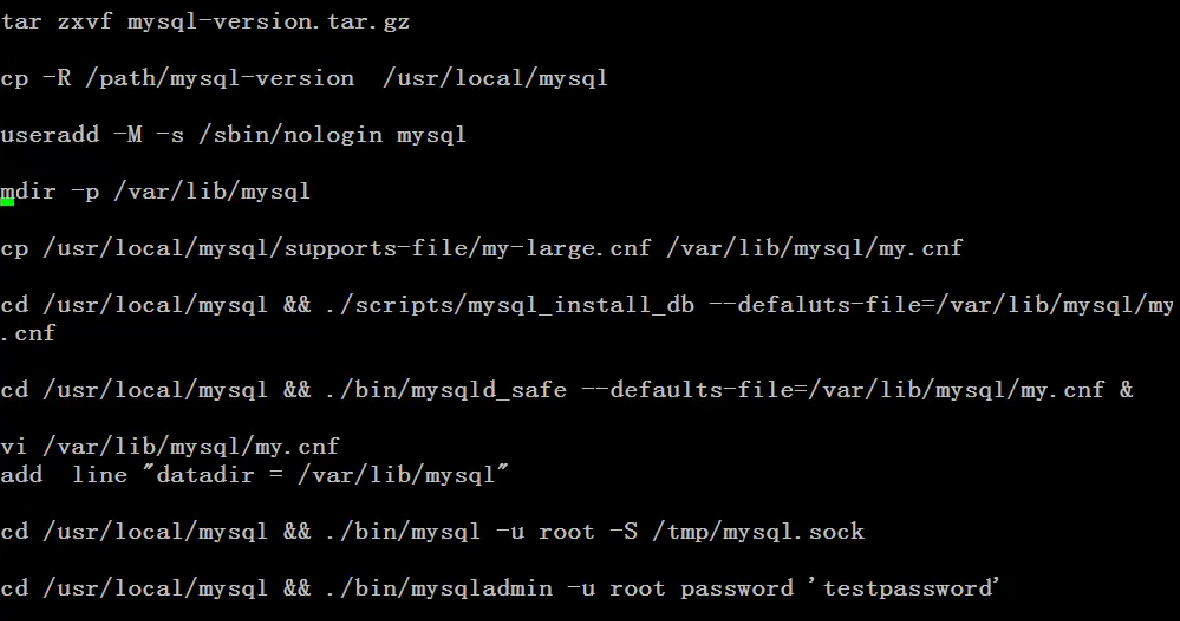 tar zxvf mysql-version.tar.gz
cp -R /path/mysql-version  /usr/local/mysql
useradd -M -s /sbin/nologin mysql
mdir -p /var/lib/mysql
cp /usr/local/mysql/supports-file/my-large.cnf /var/lib/mysql/my.cnf
cd /usr/local/mysql && ./scripts/mysql_install_db --defaluts-file=/var/lib/mysql/my
.cnf
cd /usr/local/mysql && ./bin/mysqld_safe --defaults-file=/var/lib/mysql/my.cnf &
vi /var/lib/mysql/my.cnf
add  line "datadir = /var/lib/mysql"
cd /usr/local/mysql && ./bin/mysql -u root -S /tmp/mysql.sock
cd /usr/local/mysql && ./bin/mysqladmin -u root password 'testpassword'